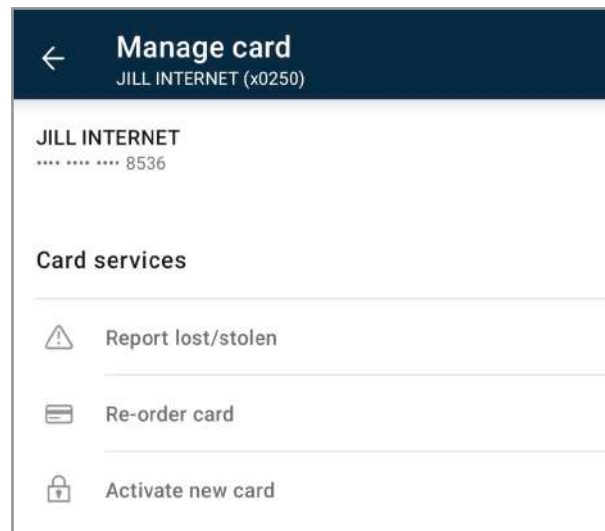 Manage card
JILL INTERNET (x0250)
JILL INTERNET
•••• •••• •••• 8536
Card services
Report lost/stolen
Re-order card
Activate new card